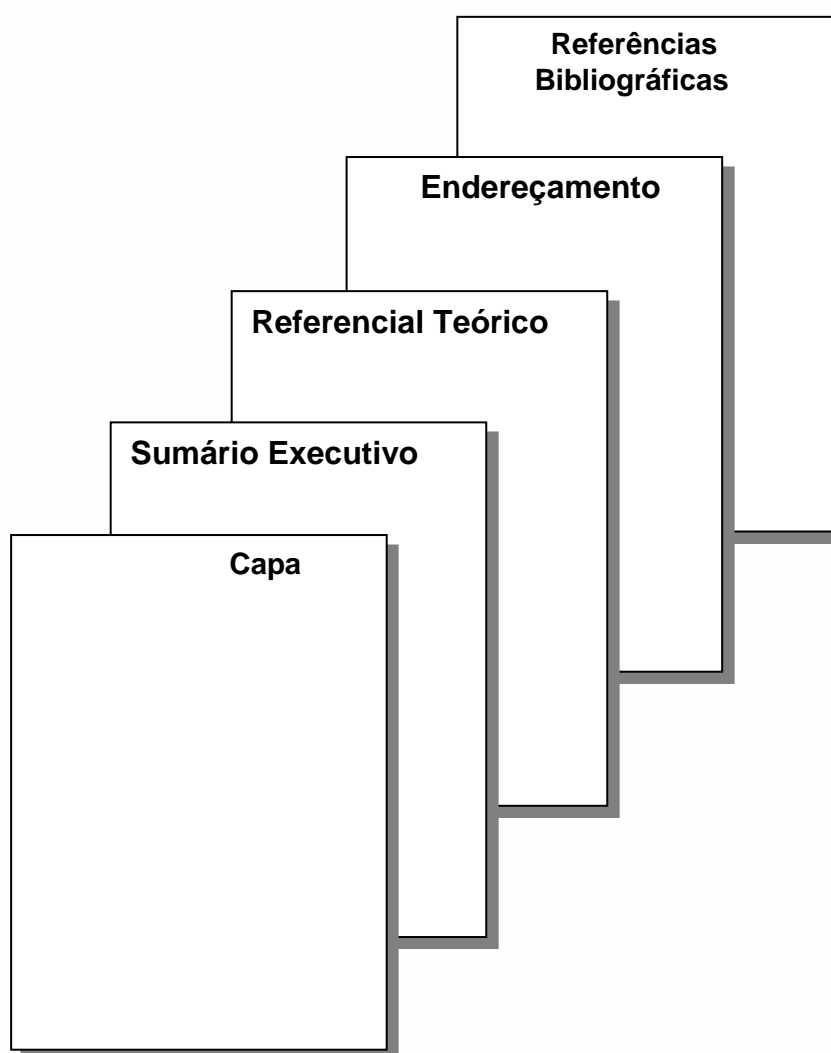 Referências
Bibliográficas
Endereçamento
Referencial Teórico
Sumário Executivo
Capa